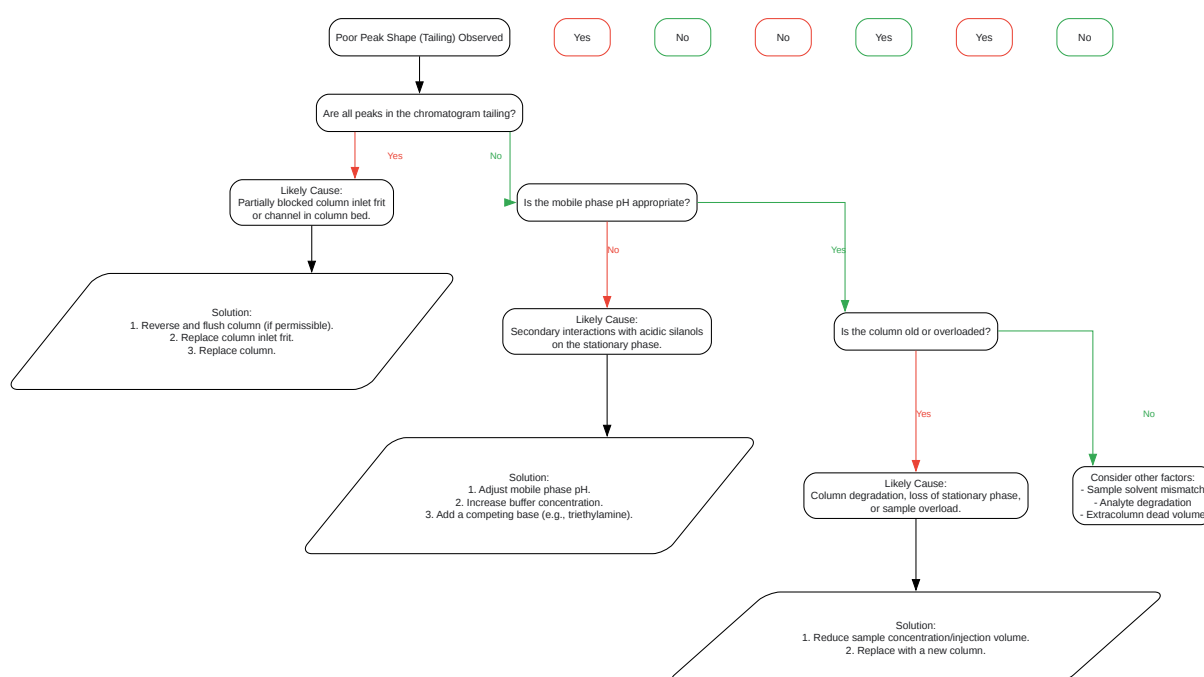 Poor Peak Shape (Tailing) Observed
Yes
No
No
Yes
Yes
No
Are all peaks in the chromatogram tailing?
Yes
No
Likely Cause:
Partially blocked column inlet frit
or channel in column bed.
Is the mobile phase pH appropriate?
No
Yes
Solution:
1. Reverse and flush column (if permissible).
2. Replace column inlet frit.
3. Replace column.
Likely Cause:
Secondary interactions with acidic silanols
on the stationary phase.
Is the column old or overloaded?
Yes
No
Solution:
1. Adjust mobile phase pH.
2. Increase buffer concentration.
3. Add a competing base (e.g., triethylamine).
Likely Cause:
Column degradation, loss of stationary phase,
or sample overload.
Consider other factors:
- Sample solvent mismatch
- Analyte degradation
- Extracolumn dead volume
Solution:
1. Reduce sample concentration/injection volume.
2. Replace with a new column.